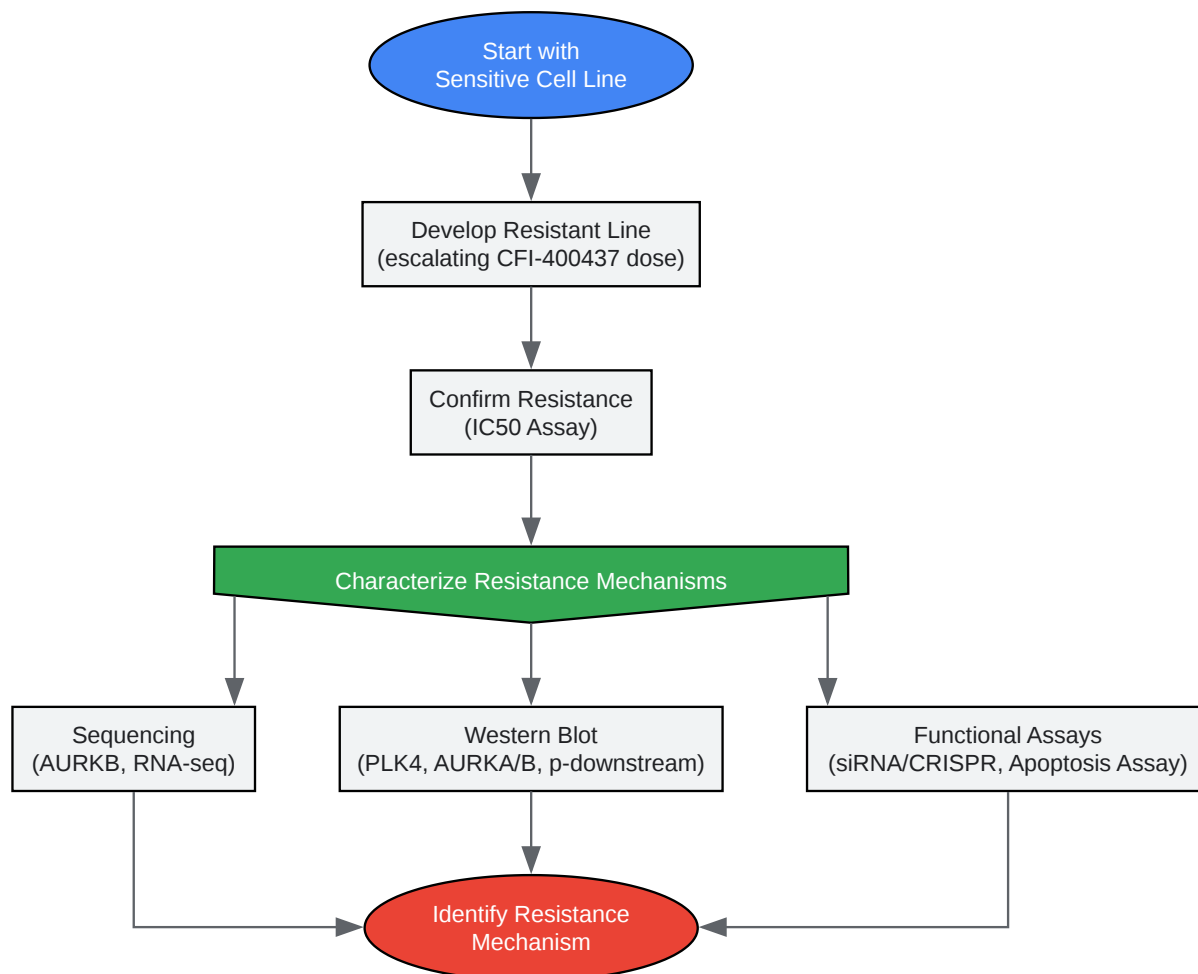 Start with
Sensitive Cell Line
Develop Resistant Line
(escalating CFI-400437 dose)
Confirm Resistance
(IC50 Assay)
Characterize Resistance Mechanisms
Sequencing
(AURKB, RNA-seq)
Western Blot
(PLK4, AURKA/B, p-downstream)
Functional Assays
(siRNA/CRISPR, Apoptosis Assay)
Identify Resistance
Mechanism